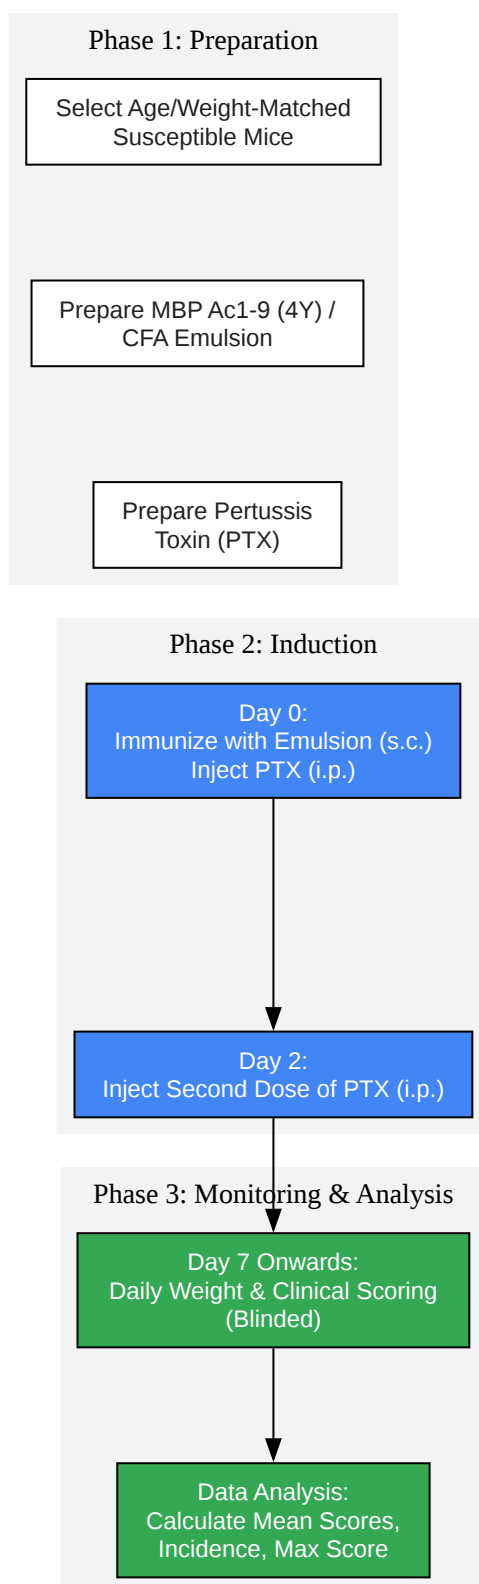 Phase 1: Preparation
Select Age/Weight-Matched
Susceptible Mice
Prepare MBP Ac1-9 (4Y) /
CFA Emulsion
Prepare Pertussis
Toxin (PTX)
Phase 2: Induction
Day 0:
Immunize with Emulsion (s.c.)
Inject PTX (i.p.)
Day 2:
Inject Second Dose of PTX (i.p.)
Phase 3: Monitoring & Analysis
Day 7 Onwards:
Daily Weight & Clinical Scoring
(Blinded)
Data Analysis:
Calculate Mean Scores,
Incidence, Max Score